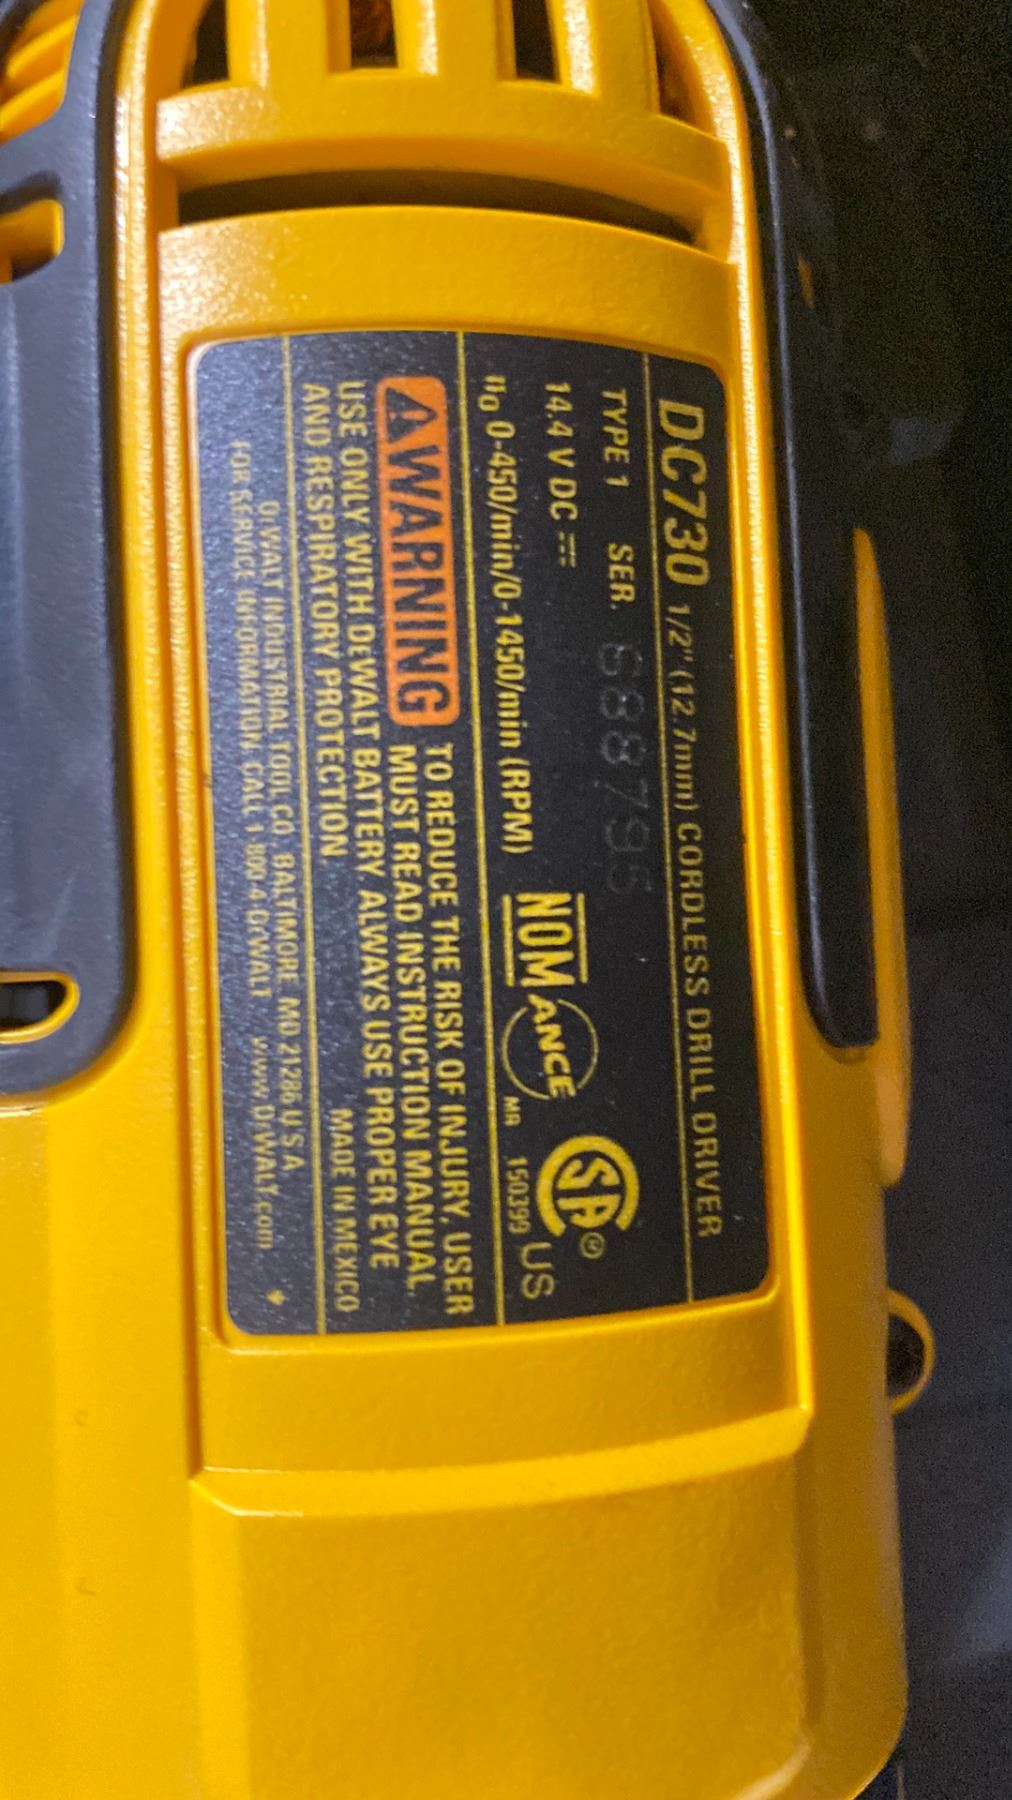 DC730 1/2" (12.7mm) CORDLESS DRILL DRIVER
TYPE 1 SER. 688795
14.4 V DC ⎓
n₀ 0-450/min/0-1450/min (RPM)
NOM ANCE MR
SA® US
150399
WARNING TO REDUCE THE RISK OF INJURY, USER
MUST READ INSTRUCTION MANUAL.
USE ONLY WITH DEWALT BATTERY. ALWAYS USE PROPER EYE
AND RESPIRATORY PROTECTION.
MADE IN MEXICO
DEWALT INDUSTRIAL TOOL CO., BALTIMORE, MD 21286 U.S.A.
FOR SERVICE INFORMATION, CALL 1-800-4-DEWALT www.DEWALT.com